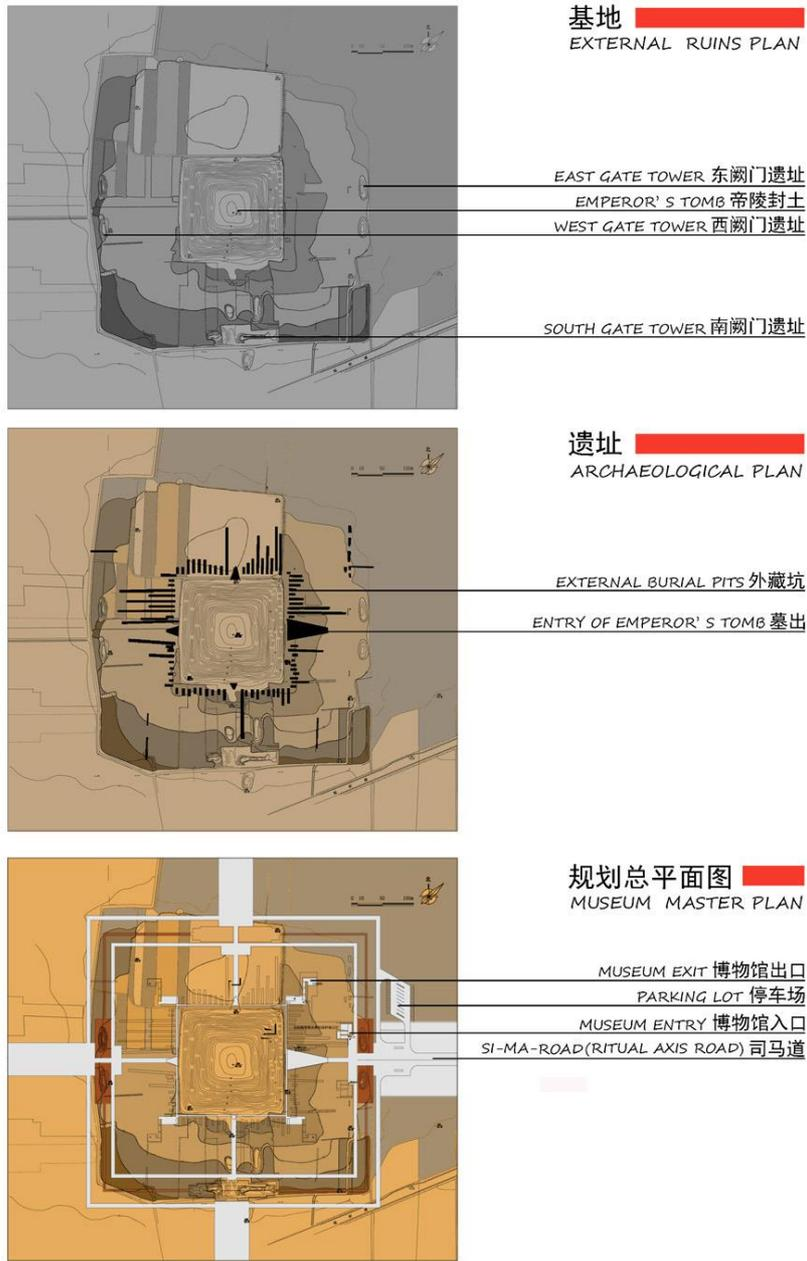 基地
EXTERNAL RUINS PLAN
北
EAST GATE TOWER 东阙门遗址
EMPEROR' S TOMB 帝陵封土
WEST GATE TOWER 西阙门遗址
SOUTH GATE TOWER 南阙门遗址
遗址
ARCHAEOLOGICAL PLAN
北
EXTERNAL BURIAL PITS 外藏坑
ENTRY OF EMPEROR' S TOMB 墓出
规划总平面图
MUSEUM MASTER PLAN
北
MUSEUM EXIT 博物馆出口
PARKING LOT 停车场
MUSEUM ENTRY 博物馆入口
SI-MA-ROAD(RITUAL AXIS ROAD) 司马道